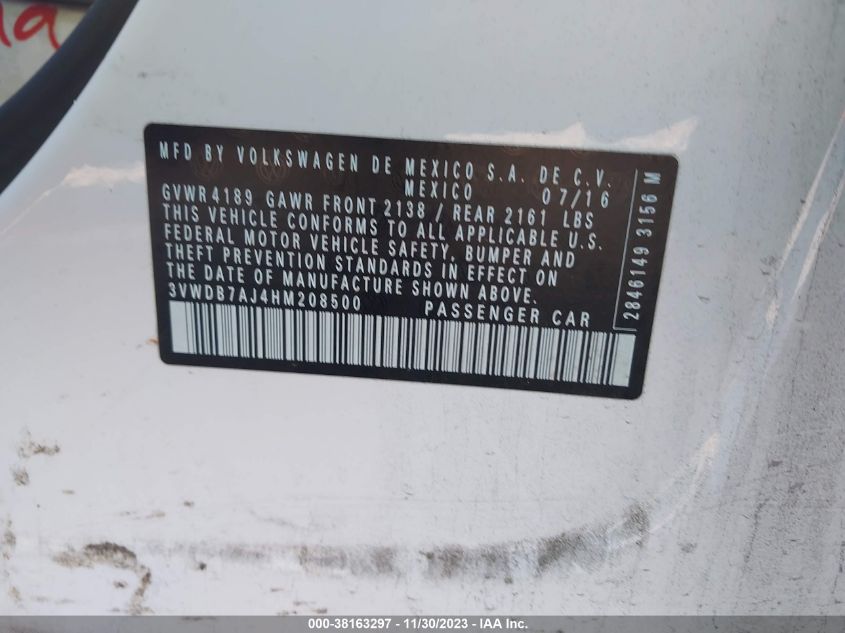 MFD BY VOLKSWAGEN DE MEXICO S.A. DE C.V.
MEXICO 07/16
GVWR 4189 GAWR FRONT 2138 / REAR 2161 LBS
THIS VEHICLE CONFORMS TO ALL APPLICABLE U.S.
FEDERAL MOTOR VEHICLE SAFETY, BUMPER AND
THEFT PREVENTION STANDARDS IN EFFECT ON
THE DATE OF MANUFACTURE SHOWN ABOVE.
3VWDB7AJ4HM208500 PASSENGER CAR
2846149 3156 M
000-38163297 - 11/30/2023 - IAA Inc.